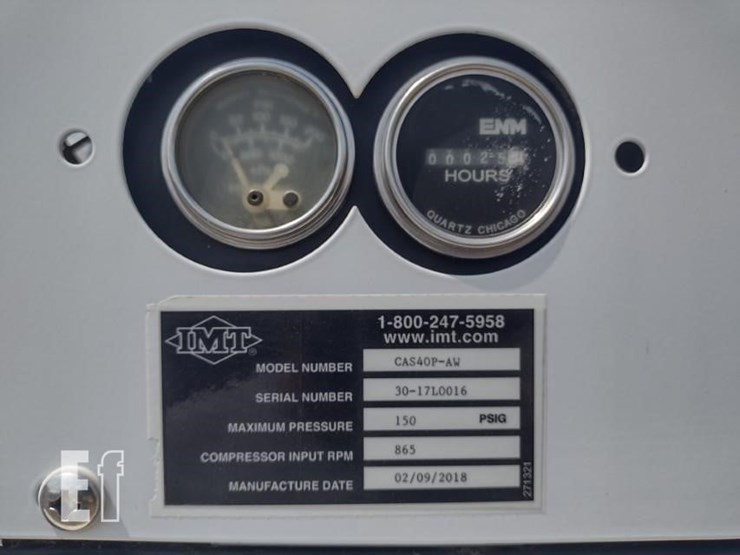 ENM
HOURS
QUARTZ CHICAGO
IMT
1-800-247-5958
www.imt.com
MODEL NUMBER CAS40P-AW
SERIAL NUMBER 30-17L0016
MAXIMUM PRESSURE 150 PSIG
COMPRESSOR INPUT RPM 865
MANUFACTURE DATE 02/09/2018
271321
Ef